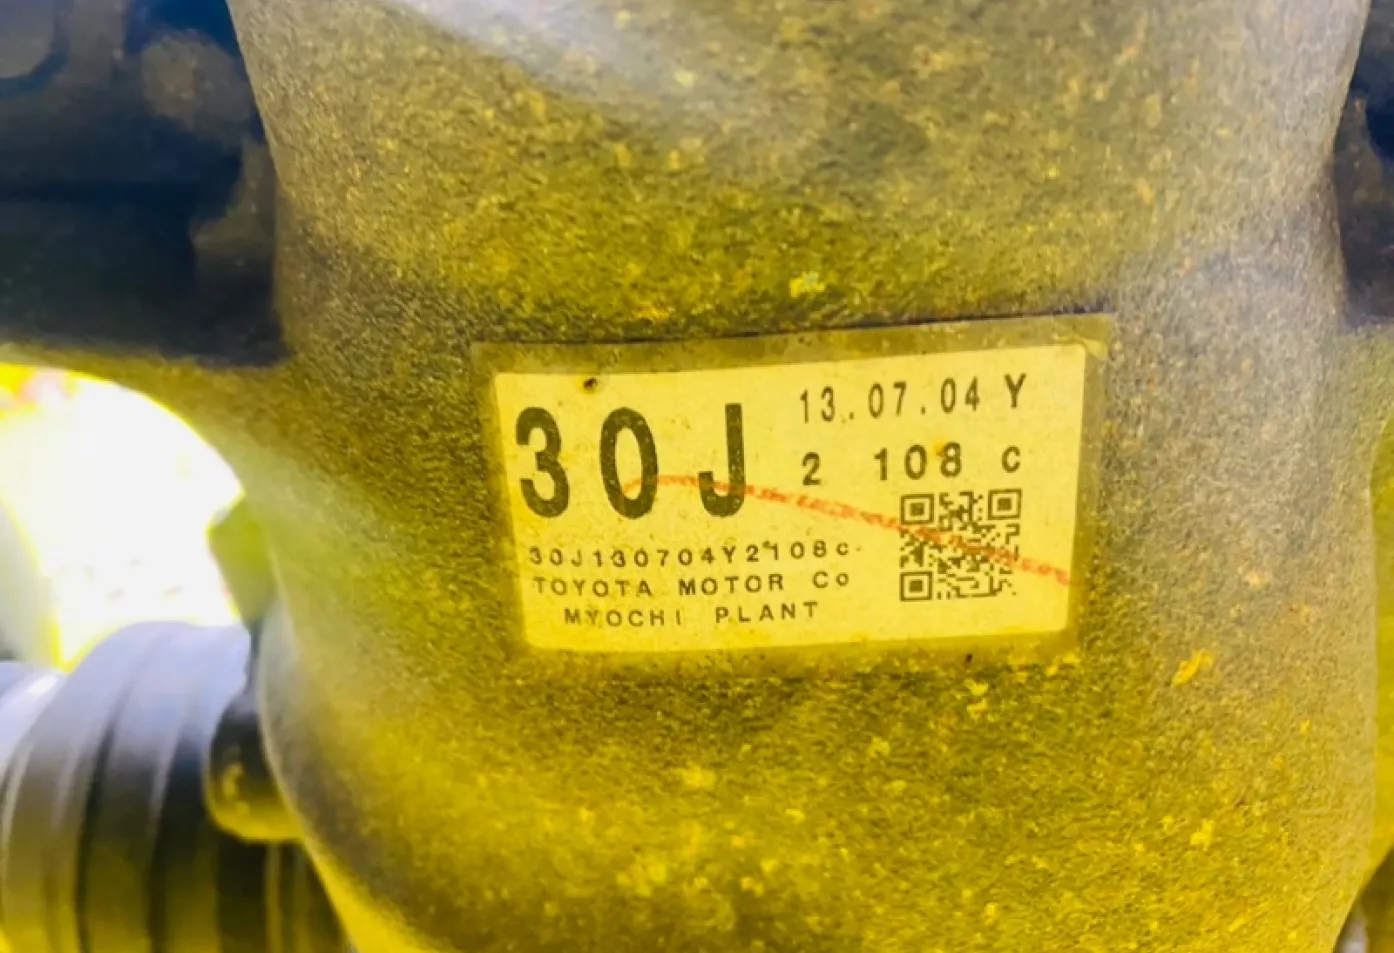 30J
13.07.04 Y
2 108 c
30J130704Y2108c
TOYOTA MOTOR Co
MYOCHI PLANT